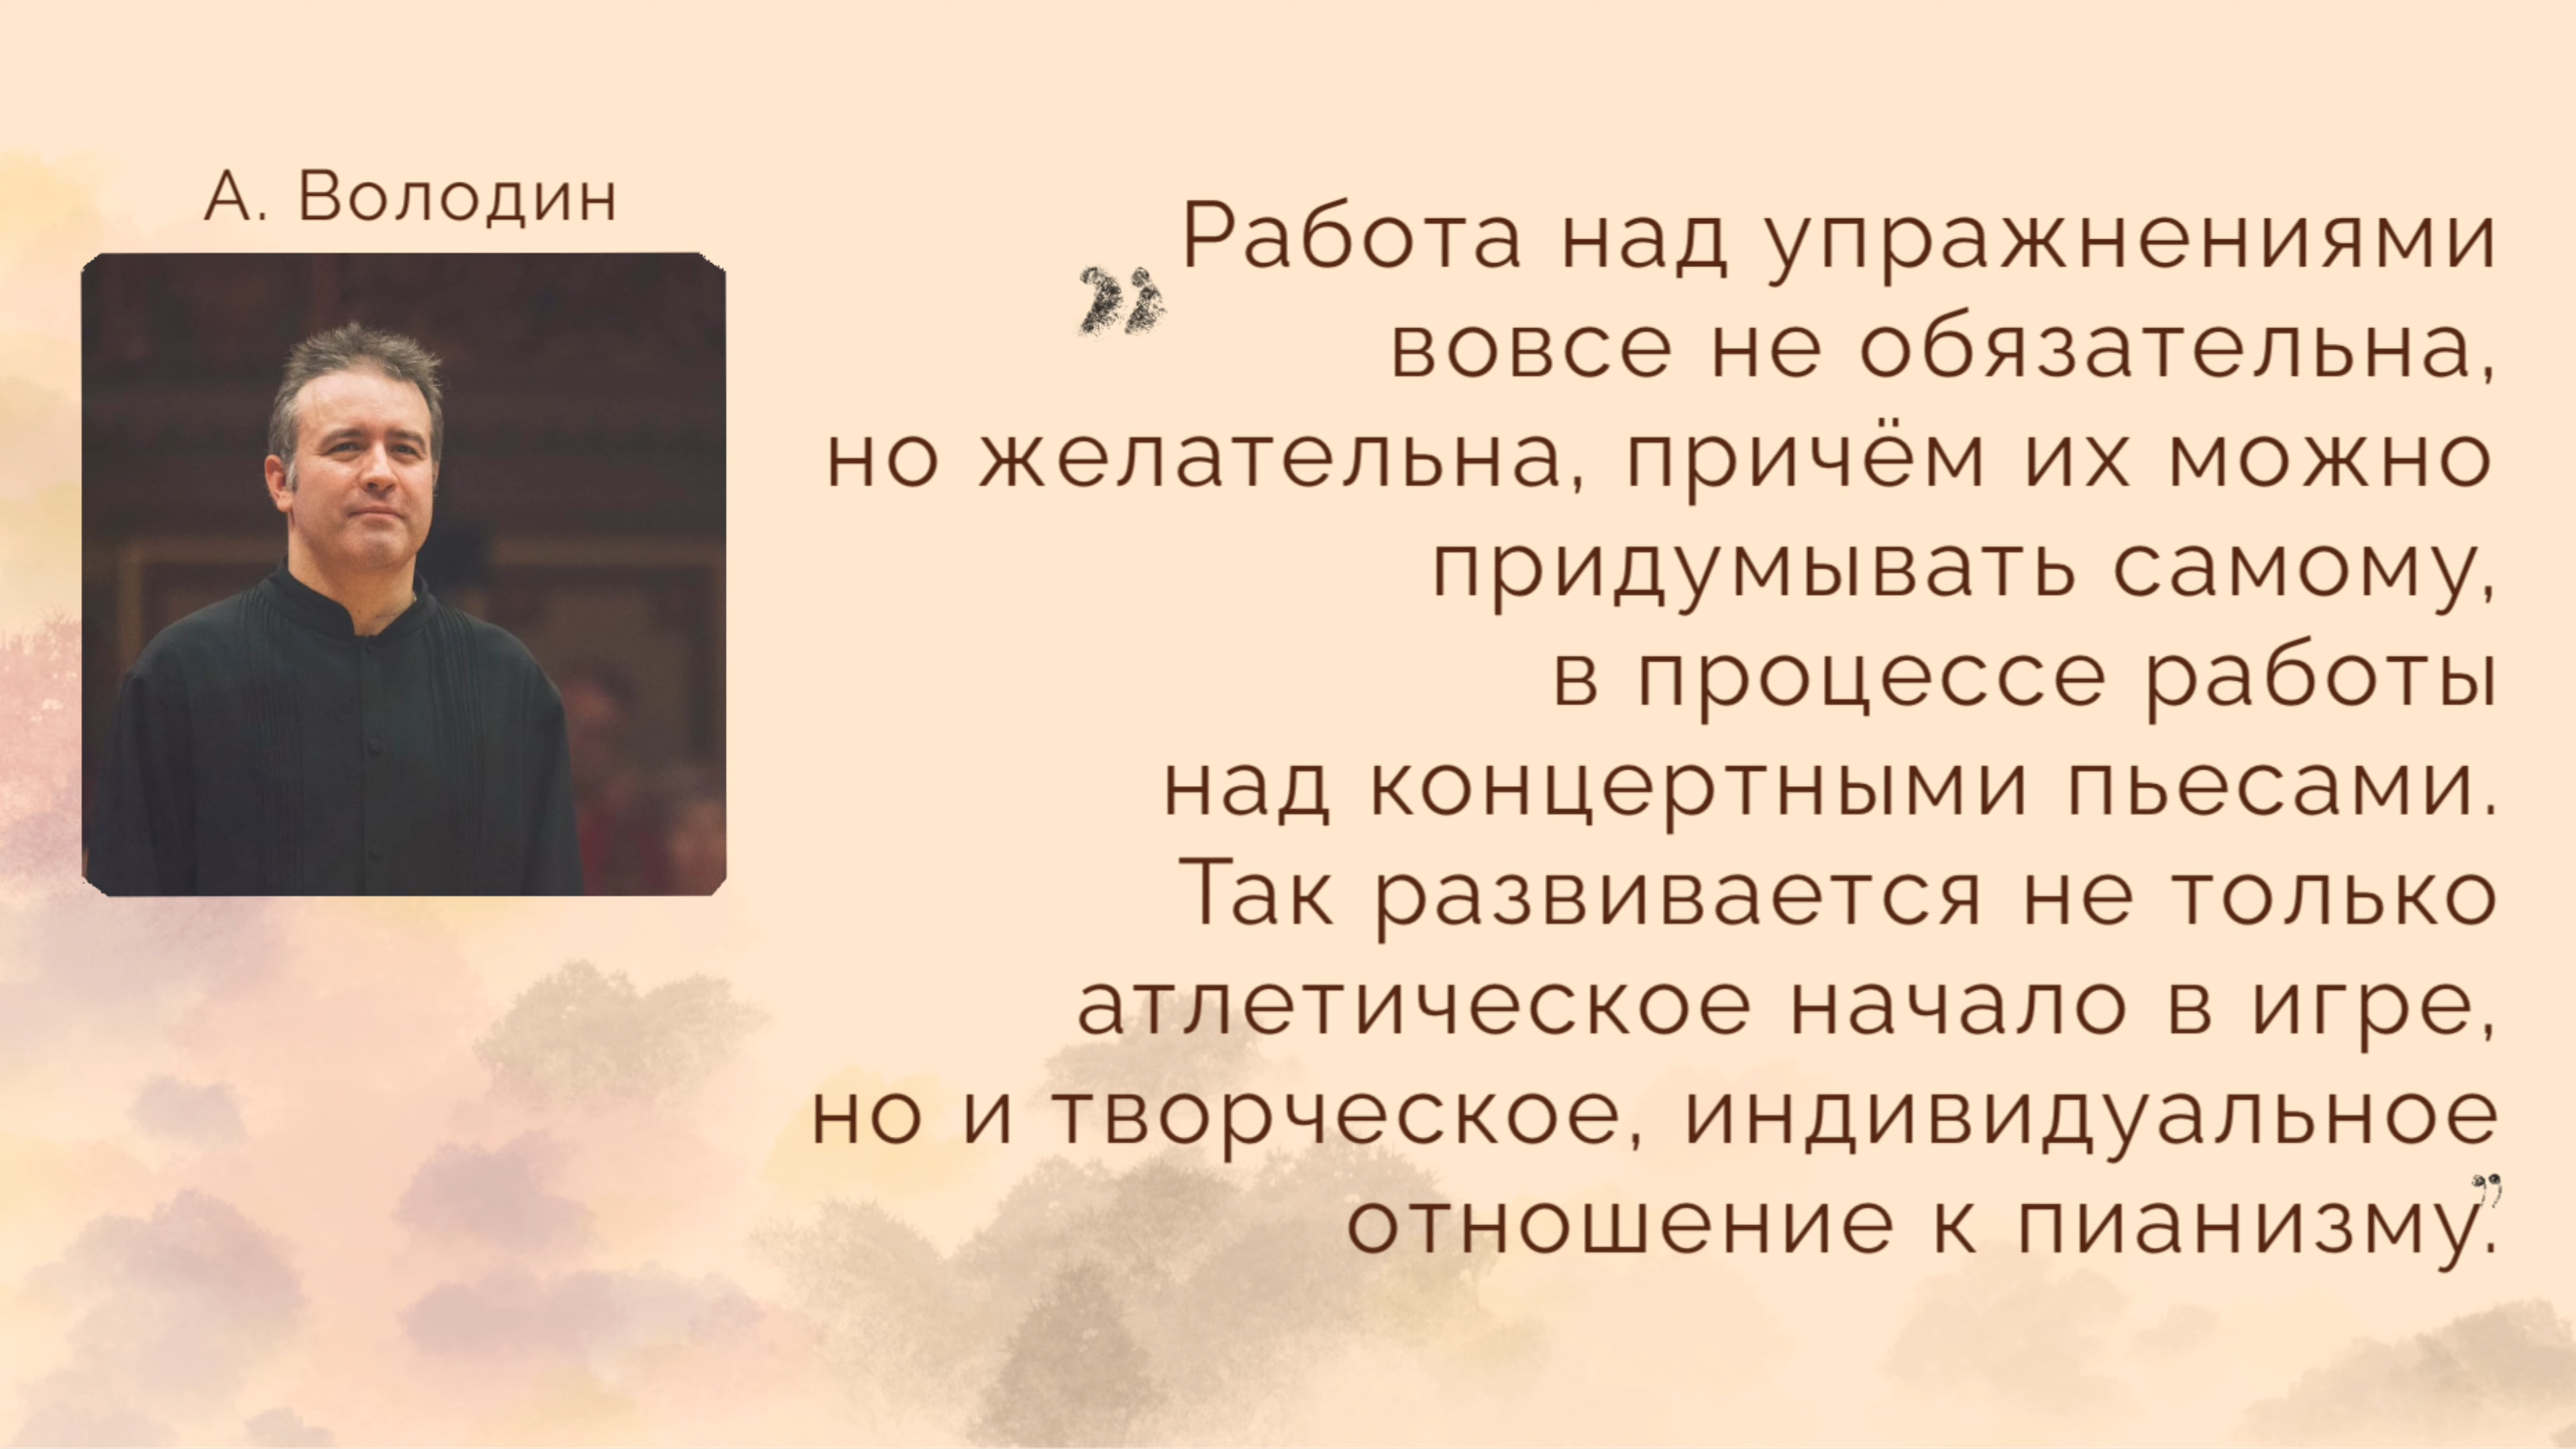 А. Володин
„Работа над упражнениями
вовсе не обязательна,
но желательна, причём их можно
придумывать самому,
в процессе работы
над концертными пьесами.
Так развивается не только
атлетическое начало в игре,
но и творческое, индивидуальное
отношение к пианизму.”